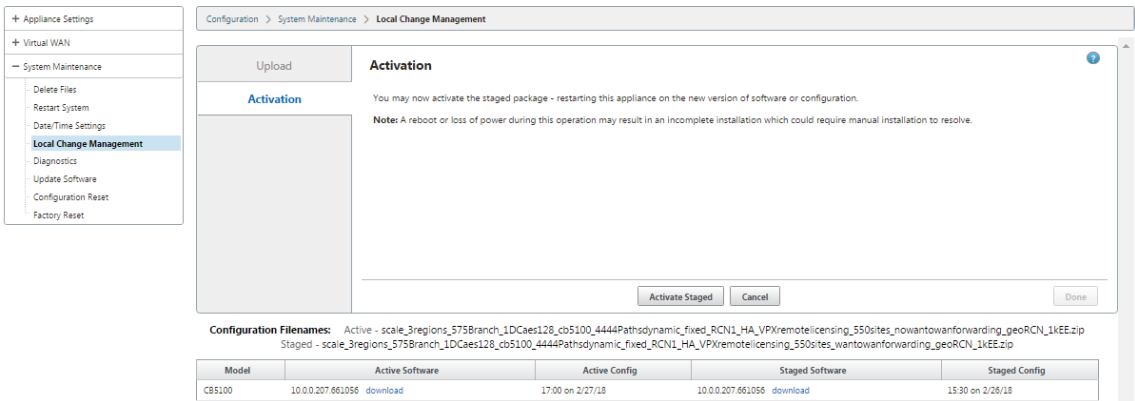 + Appliance Settings
+ Virtual WAN
− System Maintenance
Delete Files
Restart System
Date/Time Settings
Local Change Management
Diagnostics
Update Software
Configuration Reset
Factory Reset
Configuration > System Maintenance > Local Change Management
Upload
Activation
Activation
?
You may now activate the staged package - restarting this appliance on the new version of software or configuration.
Note: A reboot or loss of power during this operation may result in an incomplete installation which could require manual installation to resolve.
Activate Staged Cancel Done
Configuration Filenames: Active - scale_3regions_575Branch_1DCaes128_cb5100_4444Pathsdynamic_fixed_RCN1_HA_VPXremotelicensing_550sites_nowantowanforwarding_geoRCN_1kEE.zip
Staged - scale_3regions_575Branch_1DCaes128_cb5100_4444Pathsdynamic_fixed_RCN1_HA_VPXremotelicensing_550sites_wantowanforwarding_geoRCN_1kEE.zip
Model Active Software Active Config Staged Software Staged Config
CB5100 10.0.0.207.661056 download 17:00 on 2/27/18 10.0.0.207.661056 download 15:30 on 2/26/18